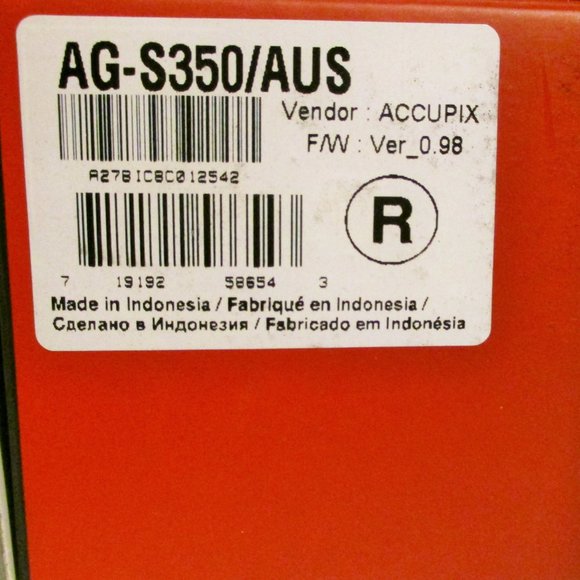 AG-S350/AUS
Vendor : ACCUPIX
F/W : Ver_0.98
A27BIC8C012542
R
7 19192 58654 3
Made in Indonesia / Fabriqué en Indonesia /
Сделано в Индонезия / Fabricado em Indonésia